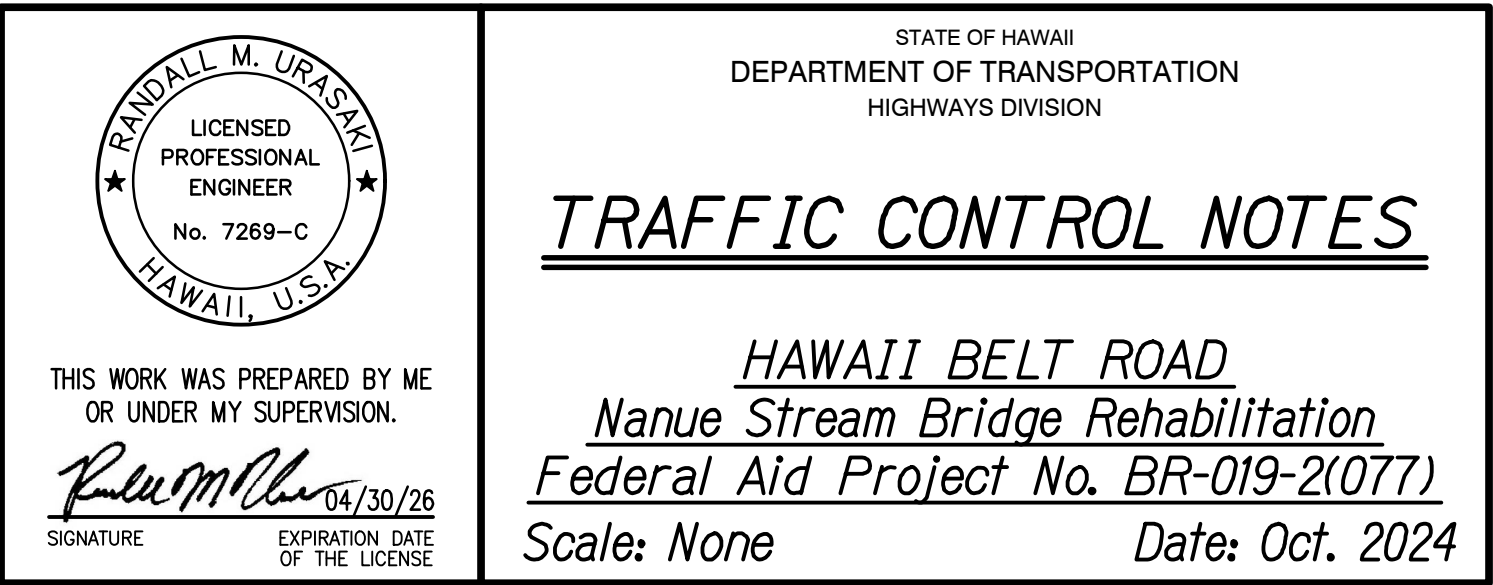 RANDALL M. URASAKI
LICENSED
PROFESSIONAL
ENGINEER
No. 7269-C
HAWAII, U.S.A.
THIS WORK WAS PREPARED BY ME
OR UNDER MY SUPERVISION.
04/30/26
SIGNATURE
EXPIRATION DATE
OF THE LICENSE
STATE OF HAWAII
DEPARTMENT OF TRANSPORTATION
HIGHWAYS DIVISION
TRAFFIC CONTROL NOTES
HAWAII BELT ROAD
Nanue Stream Bridge Rehabilitation
Federal Aid Project No. BR-019-2(077)
Scale: None
Date: Oct. 2024